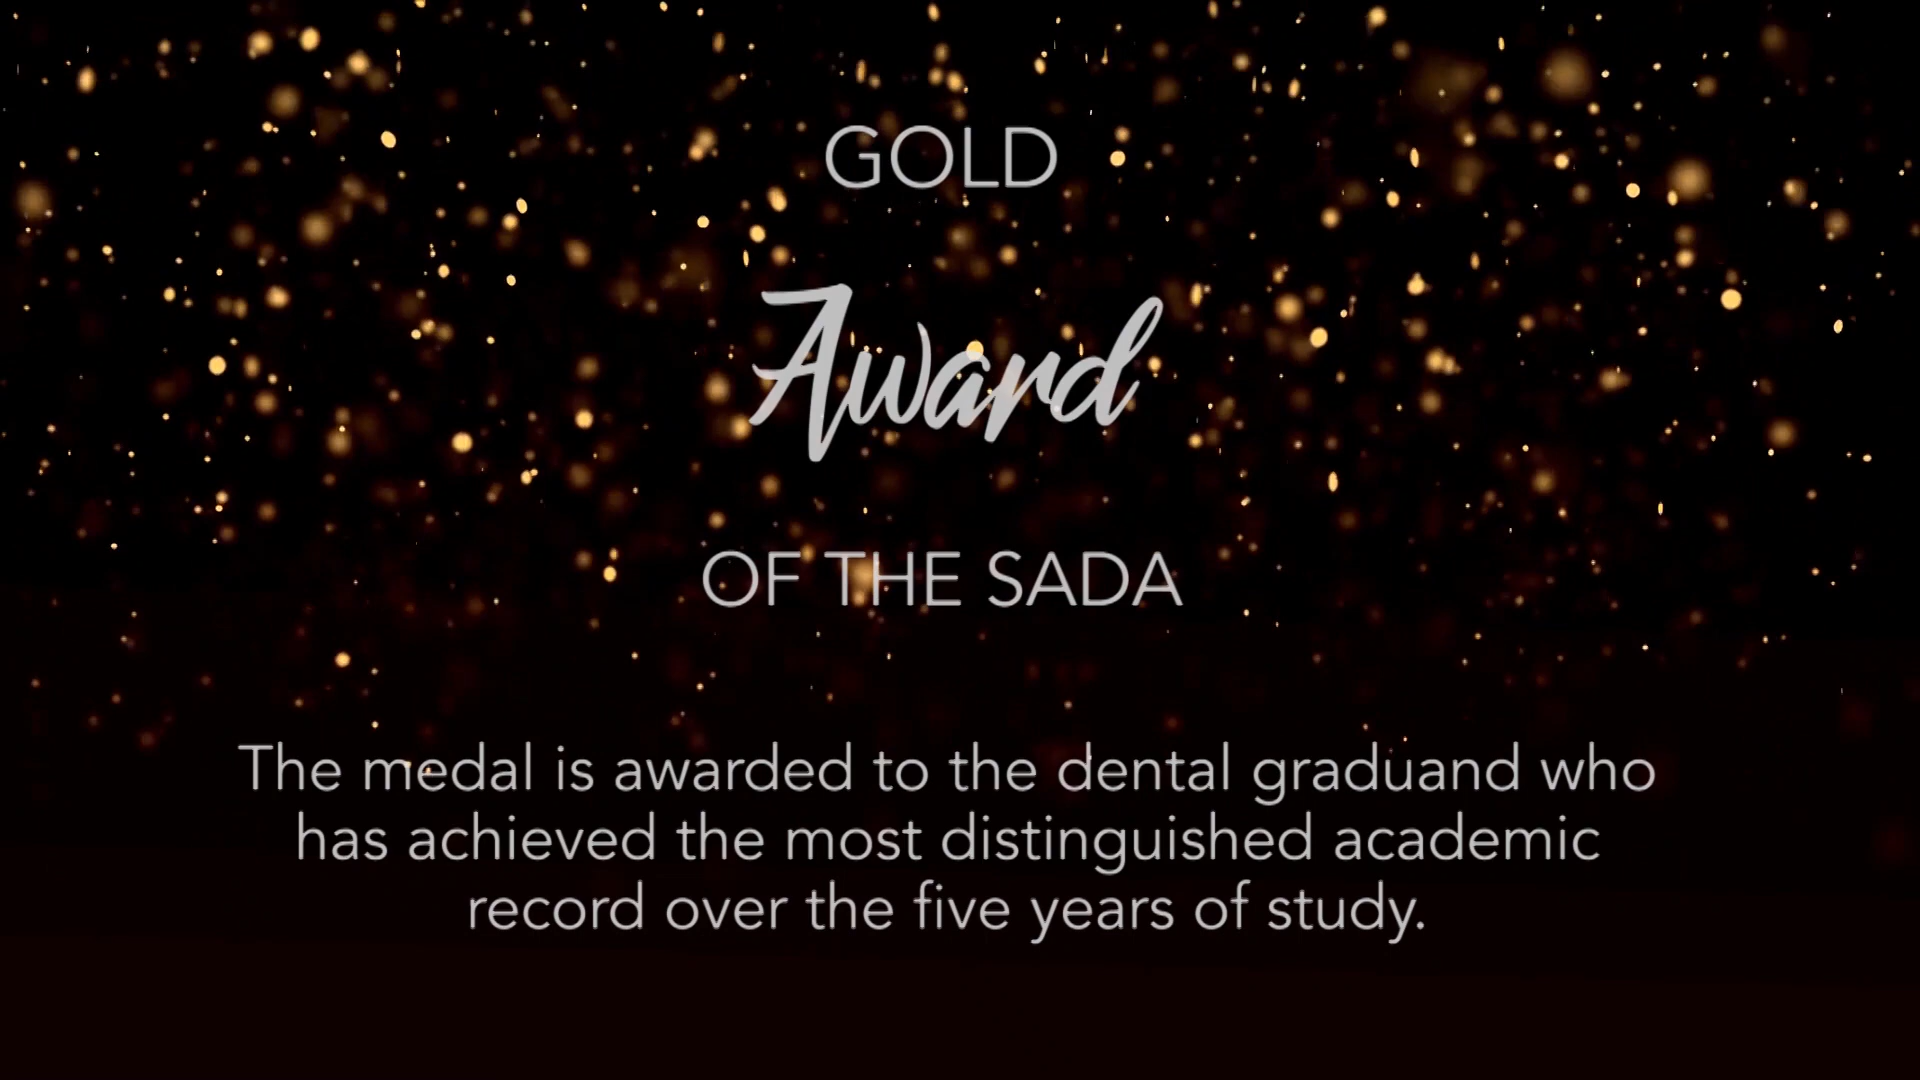 GOLD
Award
OF THE SADA
The medal is awarded to the dental graduand who
has achieved the most distinguished academic
record over the five years of study.